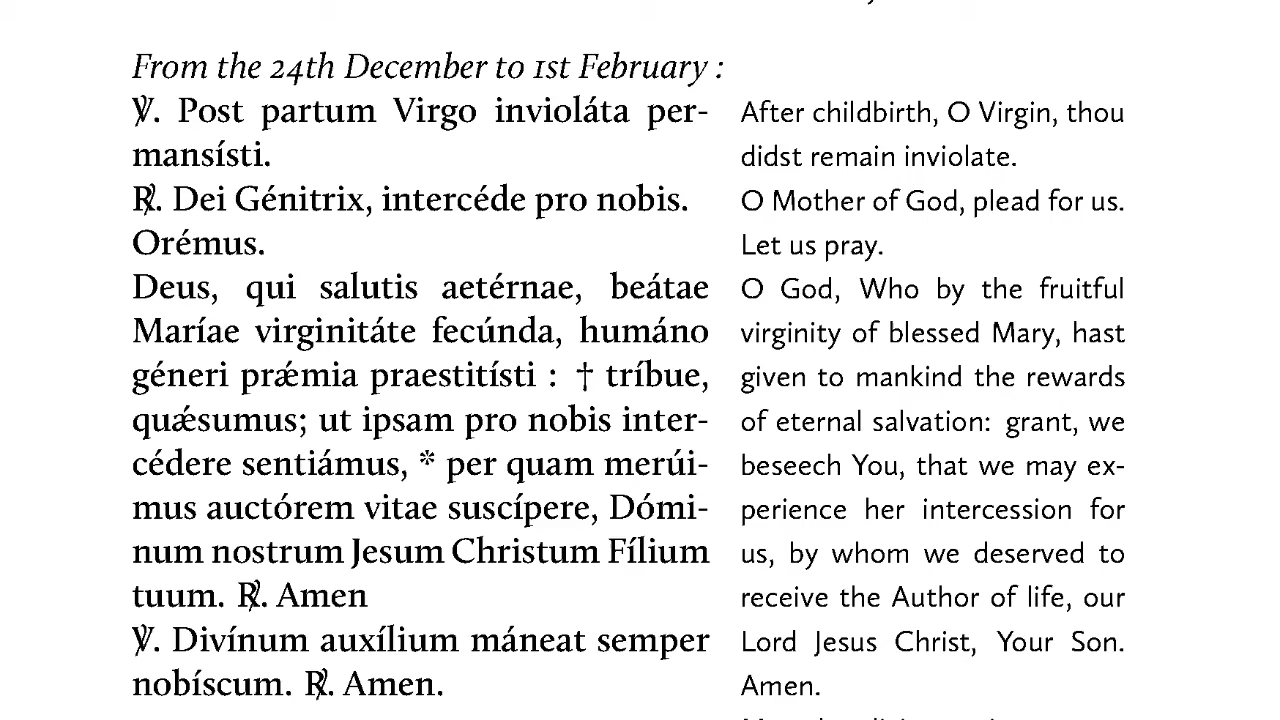 From the 24th December to 1st February :
℣. Post partum Virgo violáta per-
mansísti.
℟. Dei Génitrix, intercéde pro nobis.
Orémus.
Deus, qui salutis aetérnae, beátae
Maríae virginitáte fecúnda, humáno
géneri prǽmia praestitísti : † tríbue,
quǽsumus; ut ipsam pro nobis inter-
cédere sentiámus, * per quam merúi-
mus auctórem vitae suscípere, Dómi-
num nostrum Jesum Christum Fílium
tuum. ℟. Amen
℣. Divínum auxílium máneat semper
nobíscum. ℟. Amen.
After childbirth, O Virgin, thou
didst remain inviolate.
O Mother of God, plead for us.
Let us pray.
O God, Who by the fruitful
virginity of blessed Mary, hast
given to mankind the rewards
of eternal salvation: grant, we
beseech You, that we may ex-
perience her intercession for
us, by whom we deserved to
receive the Author of life, our
Lord Jesus Christ, Your Son.
Amen.